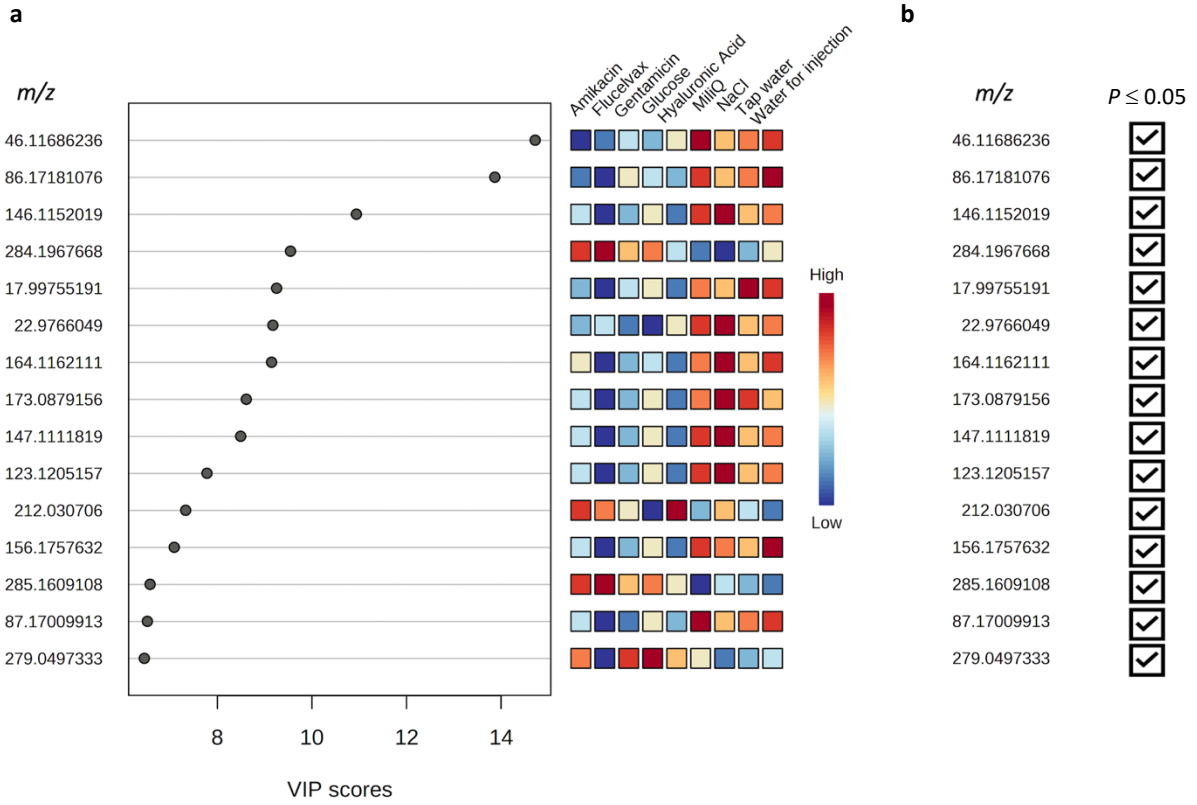 a
b
Amikacin
Flucelvax
Gentamicin
Glucose
Hyaluronic Acid
MiliQ
NaCl
Tap water
Water for injection
m/z
46.11686236
86.17181076
146.1152019
284.1967668
17.99755191
22.9766049
164.1162111
173.0879156
147.1111819
123.1205157
212.030706
156.1757632
285.1609108
87.17009913
279.0497333
8 10 12 14
VIP scores
High
Low
m/z P ≤ 0.05
46.11686236
86.17181076
146.1152019
284.1967668
17.99755191
22.9766049
164.1162111
173.0879156
147.1111819
123.1205157
212.030706
156.1757632
285.1609108
87.17009913
279.0497333